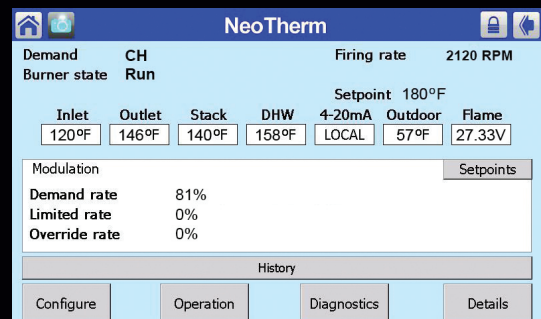 NeoTherm
Demand CH Firing rate 2120 RPM
Burner state Run
Setpoint 180°F
Inlet Outlet Stack DHW 4-20mA Outdoor Flame
120°F 146°F 140°F 158°F LOCAL 57°F 27.33V
Modulation Setpoints
Demand rate 81%
Limited rate 0%
Override rate 0%
History
Configure Operation Diagnostics Details